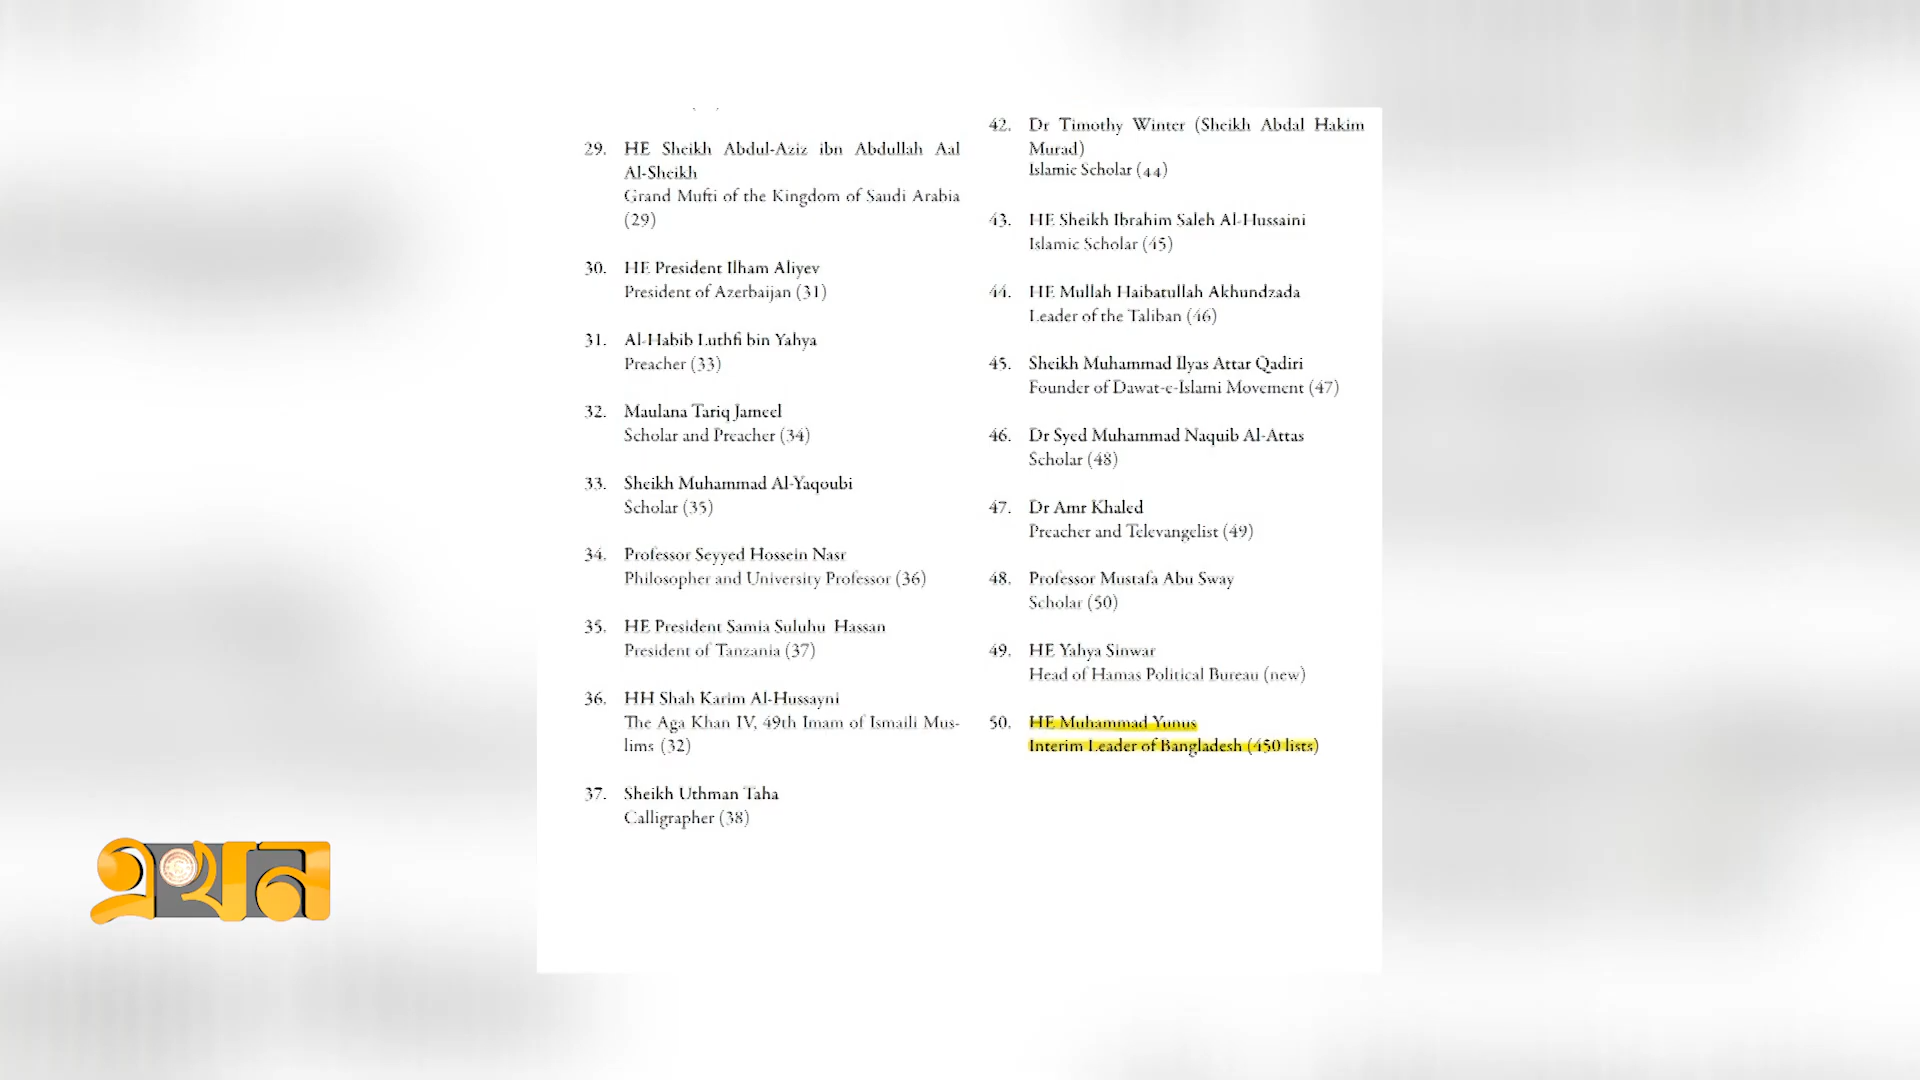 29. HE Sheikh Abdul-Aziz ibn Abdullah Aal
Al-Sheikh
Grand Mufti of the Kingdom of Saudi Arabia
(29)
30. HE President Ilham Aliyev
President of Azerbaijan (31)
31. Al-Habib Luthfi bin Yahya
Preacher (33)
32. Maulana Tariq Jameel
Scholar and Preacher (34)
33. Sheikh Muhammad Al-Yaqoubi
Scholar (35)
34. Professor Seyyed Hossein Nasr
Philosopher and University Professor (36)
35. HE President Samia Suluhu Hassan
President of Tanzania (37)
36. HH Shah Karim Al-Hussayni
The Aga Khan IV, 49th Imam of Ismaili Mus-
lims (32)
37. Sheikh Uthman Taha
Calligrapher (38)
42. Dr Timothy Winter (Sheikh Abdal Hakim
Murad)
Islamic Scholar (44)
43. HE Sheikh Ibrahim Saleh Al-Hussaini
Islamic Scholar (45)
44. HE Mullah Haibatullah Akhundzada
Leader of the Taliban (46)
45. Sheikh Muhammad Ilyas Attar Qadiri
Founder of Dawat-e-Islami Movement (47)
46. Dr Syed Muhammad Naquib Al-Attas
Scholar (48)
47. Dr Amr Khaled
Preacher and Televangelist (49)
48. Professor Mustafa Abu Sway
Scholar (50)
49. HE Yahya Sinwar
Head of Hamas Political Bureau (new)
50. HE Muhammad Yunus
Interim Leader of Bangladesh (450 lists)
এখন